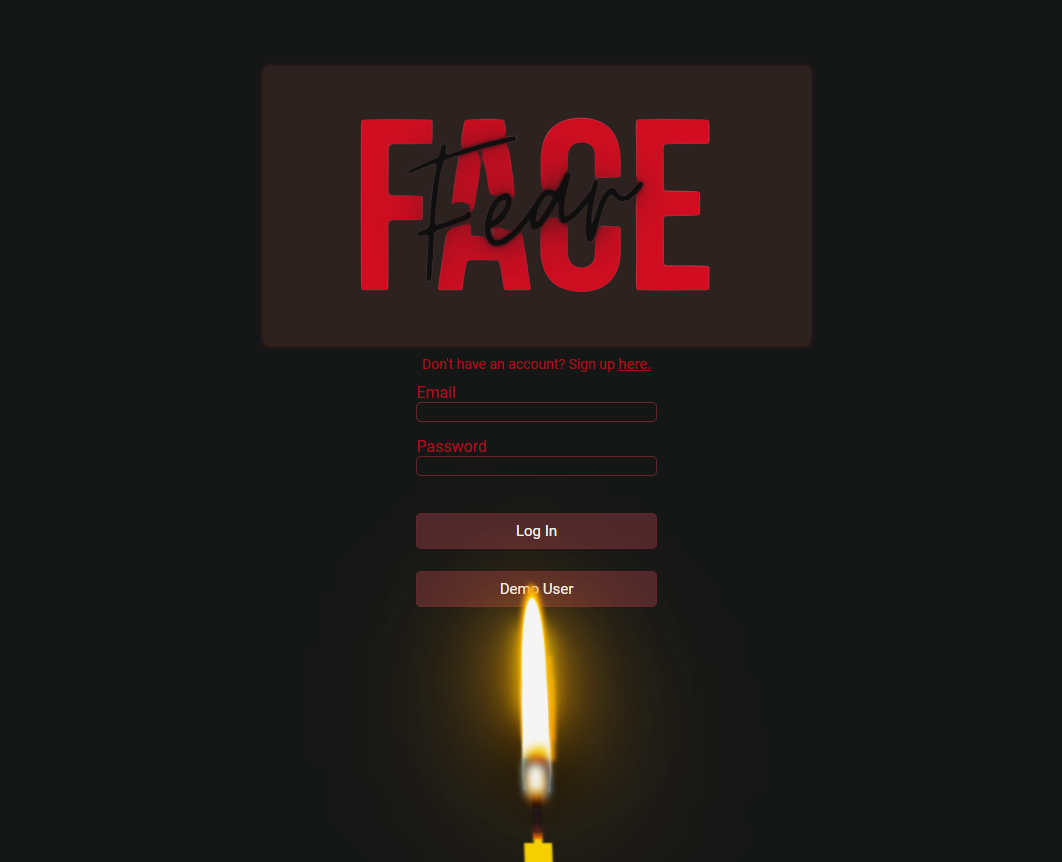 FACE
Fear
Don't have an account? Sign up here.
Email
Password
Log In
Demo User